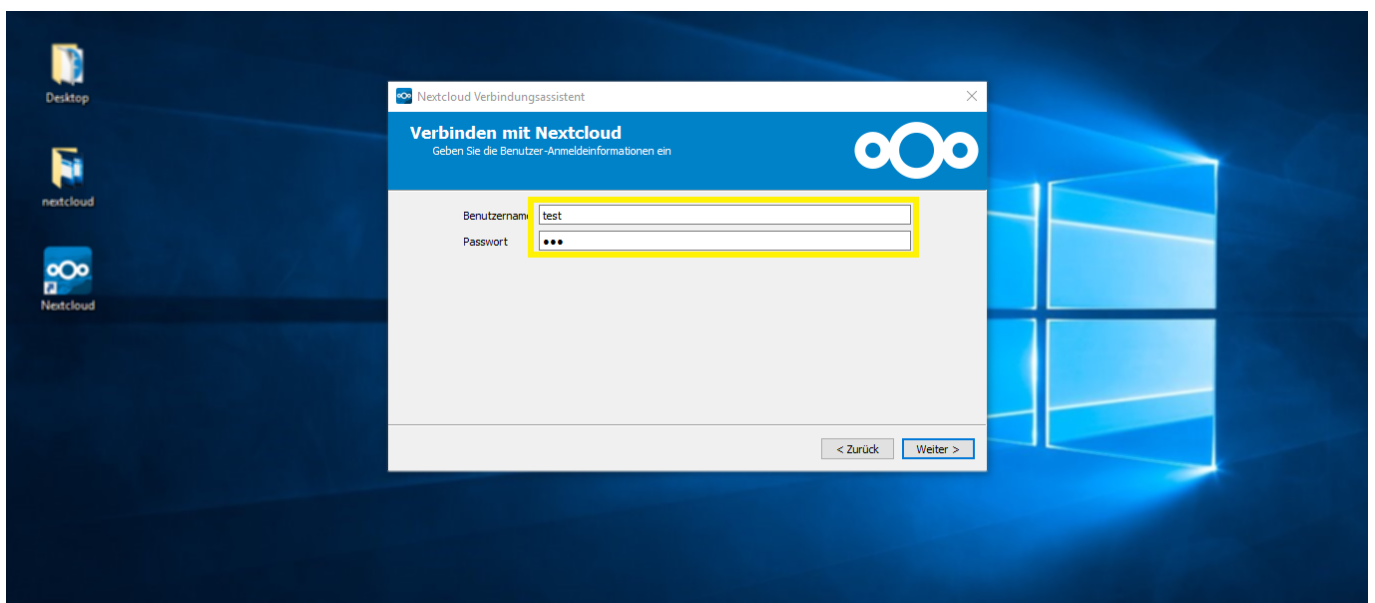 Desktop
nextcloud
Nextcloud
Nextcloud Verbindungsassistent
Verbinden mit Nextcloud
Geben Sie die Benutzer-Anmeldeinformationen ein
Benutzername test
Passwort •••
< Zurück Weiter >